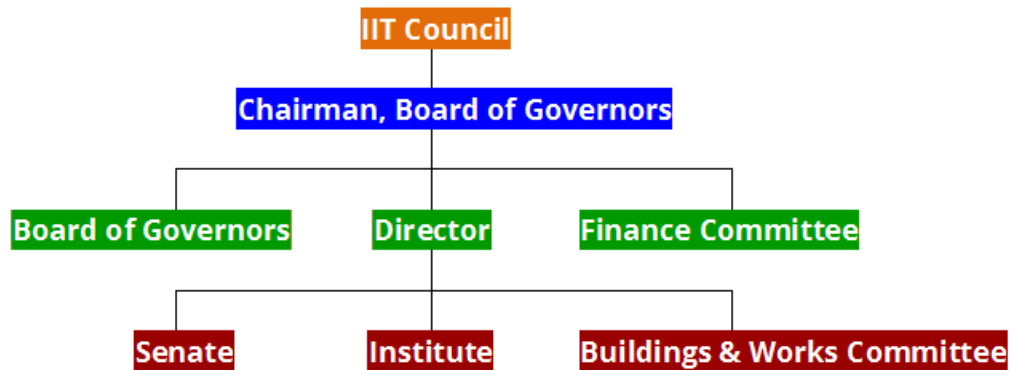 IIT Council
Chairman, Board of Governors
Board of Governors
Director
Finance Committee
Senate
Institute
Buildings & Works Committee